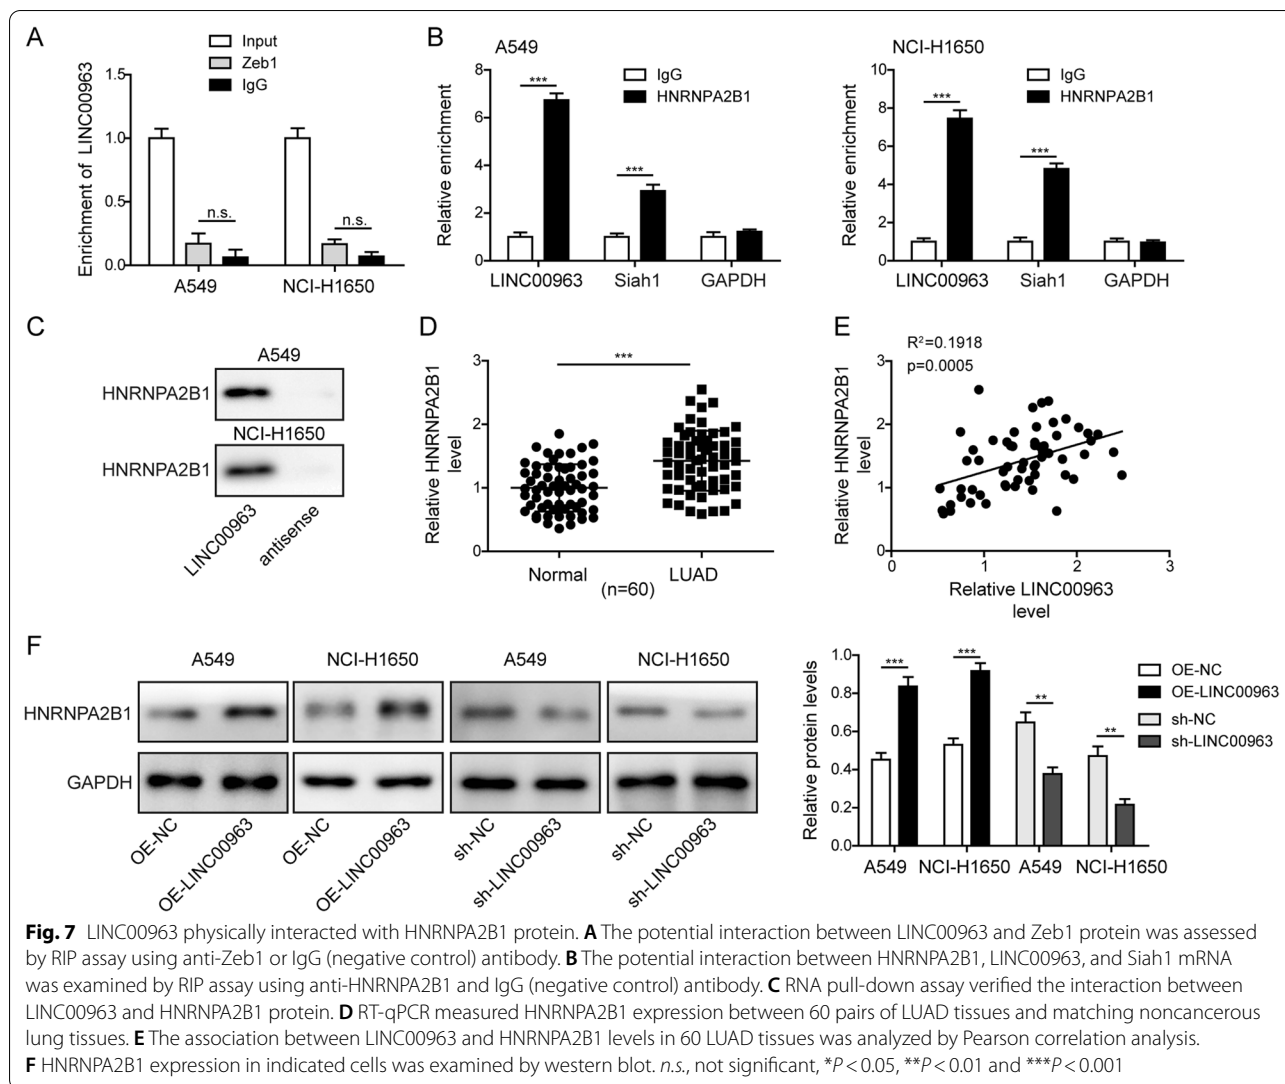 A
Input
Zeb1
IgG
Enrichment of LINC00963
1.5
1.0
0.5
0.0
n.s.
n.s.
A549
NCI-H1650
B
A549
IgG
HNRNPA2B1
Relative enrichment
8
6
4
2
0
***
***
LINC00963
Siah1
GAPDH
NCI-H1650
IgG
HNRNPA2B1
Relative enrichment
10
8
6
4
2
0
***
***
LINC00963
Siah1
GAPDH
C
A549
HNRNPA2B1
NCI-H1650
HNRNPA2B1
LINC00963
antisense
D
Relative HNRNPA2B1
level
3
2
1
0
***
Normal
LUAD
(n=60)
E
R²=0.1918
p=0.0005
Relative HNRNPA2B1
level
3
2
1
0
0
1
2
3
Relative LINC00963
level
F
A549
NCI-H1650
A549
NCI-H1650
HNRNPA2B1
GAPDH
OE-NC
OE-LINC00963
OE-NC
OE-LINC00963
sh-NC
sh-LINC00963
sh-NC
sh-LINC00963
Relative protein levels
1.0
0.8
0.6
0.4
0.2
0.0
***
***
**
**
A549
NCI-H1650
A549
NCI-H1650
OE-NC
OE-LINC00963
sh-NC
sh-LINC00963
Fig. 7 LINC00963 physically interacted with HNRNPA2B1 protein. A The potential interaction between LINC00963 and Zeb1 protein was assessed
by RIP assay using anti-Zeb1 or IgG (negative control) antibody. B The potential interaction between HNRNPA2B1, LINC00963, and Siah1 mRNA
was examined by RIP assay using anti-HNRNPA2B1 and IgG (negative control) antibody. C RNA pull-down assay verified the interaction between
LINC00963 and HNRNPA2B1 protein. D RT-qPCR measured HNRNPA2B1 expression between 60 pairs of LUAD tissues and matching noncancerous
lung tissues. E The association between LINC00963 and HNRNPA2B1 levels in 60 LUAD tissues was analyzed by Pearson correlation analysis.
F HNRNPA2B1 expression in indicated cells was examined by western blot. n.s., not significant, *P < 0.05, **P < 0.01 and ***P < 0.001